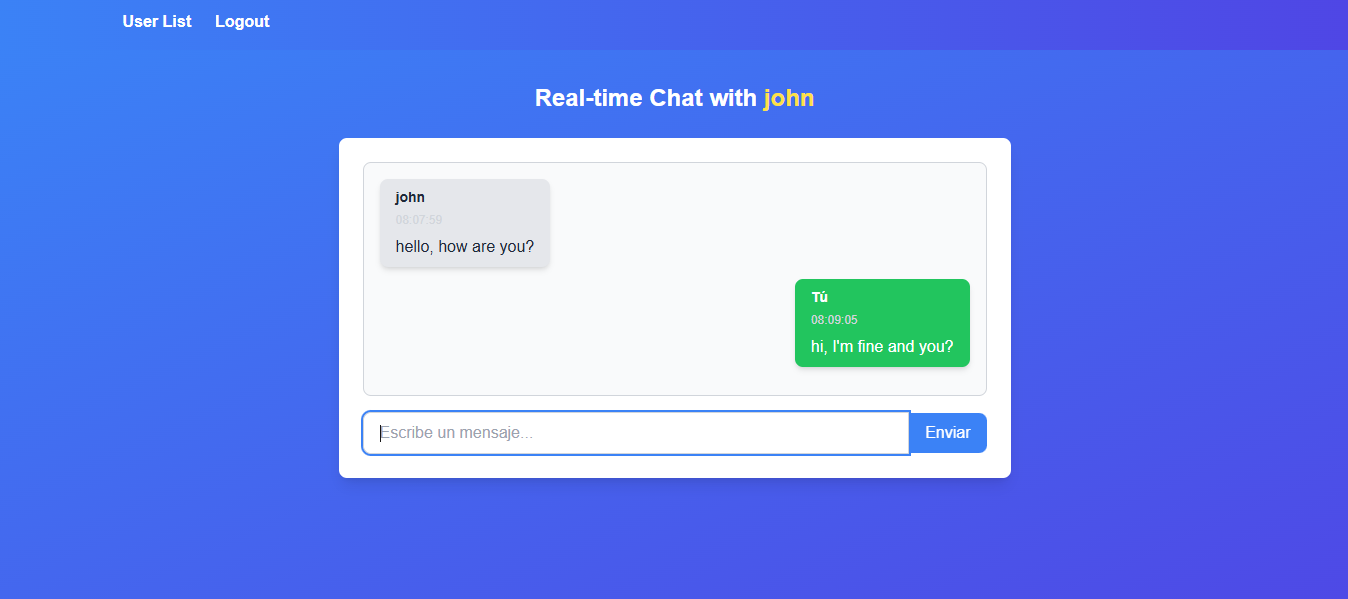 User List Logout
Real-time Chat with john
john
08:07:59
hello, how are you?
Tú
08:09:05
hi, I'm fine and you?
Escribe un mensaje...
Enviar